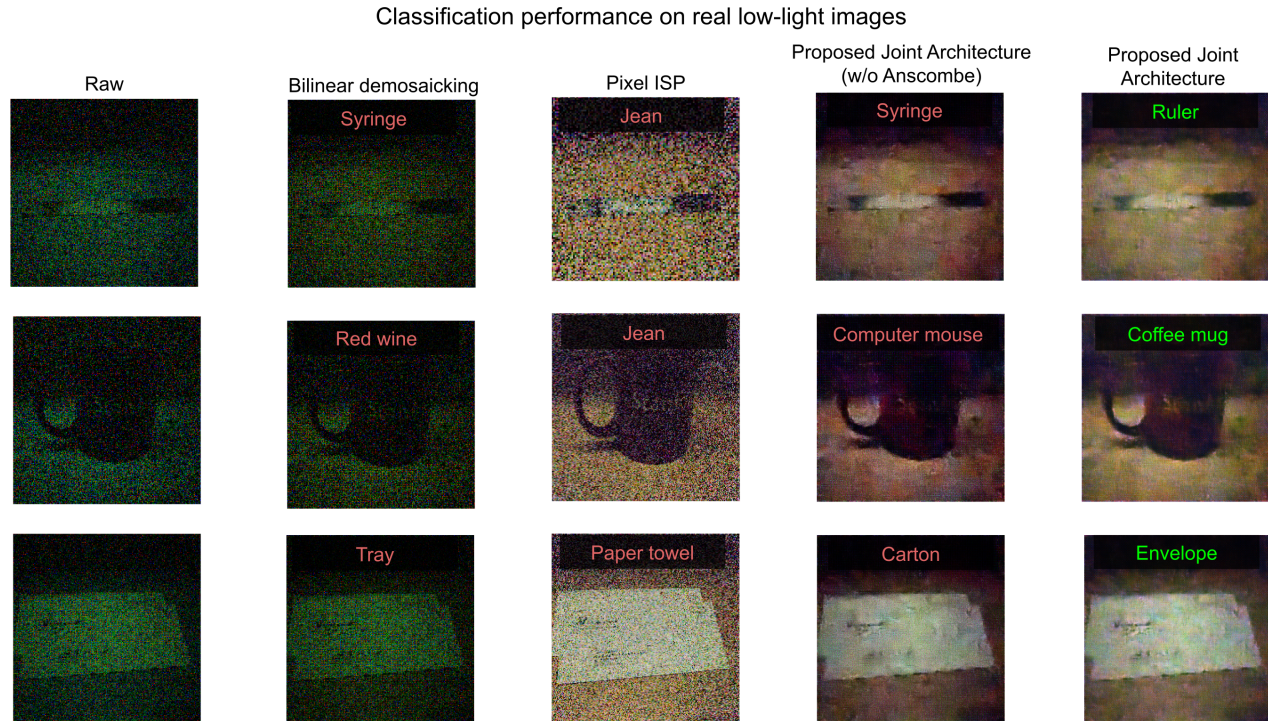 Classification performance on real low-light images
Raw
Bilinear demosaicking
Pixel ISP
Proposed Joint Architecture
(w/o Anscombe)
Proposed Joint
Architecture
Syringe
Jean
Syringe
Ruler
Red wine
Jean
Computer mouse
Coffee mug
Tray
Paper towel
Carton
Envelope